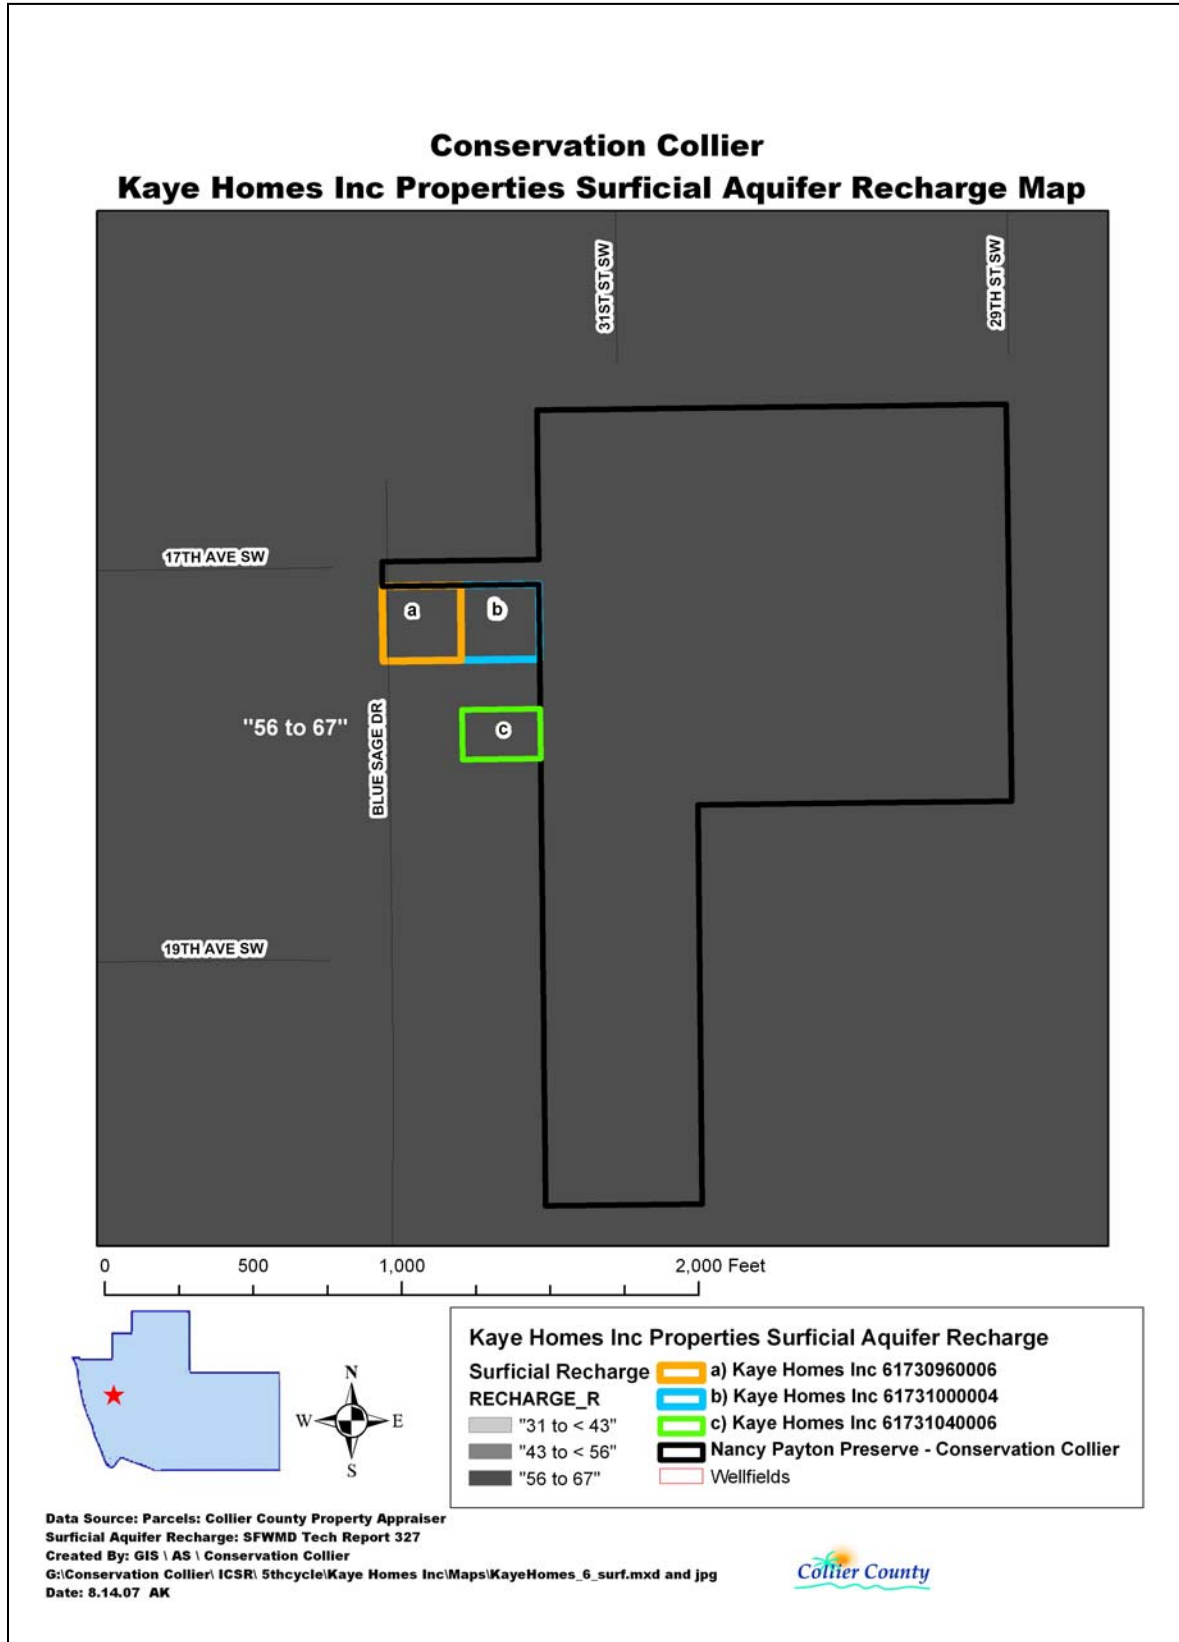 Conservation Collier
Kaye Homes Inc Properties Surficial Aquifer Recharge Map
31ST ST SW
29TH ST SW
17TH AVE SW
a
b
"56 to 67"
BLUE SAGE DR
c
19TH AVE SW
0 500 1,000 2,000 Feet
N
W E
S
Kaye Homes Inc Properties Surficial Aquifer Recharge
Surficial Recharge
RECHARGE_R
"31 to < 43"
"43 to < 56"
"56 to 67"
a) Kaye Homes Inc 61730960006
b) Kaye Homes Inc 61731000004
c) Kaye Homes Inc 61731040006
Nancy Payton Preserve - Conservation Collier
Wellfields
Data Source: Parcels: Collier County Property Appraiser
Surficial Aquifer Recharge: SFWMD Tech Report 327
Created By: GIS \ AS \ Conservation Collier
G:\Conservation Collier\ ICSR\ 5thcycle\Kaye Homes Inc\Maps\KayeHomes_6_surf.mxd and jpg
Date: 8.14.07 AK
Collier County